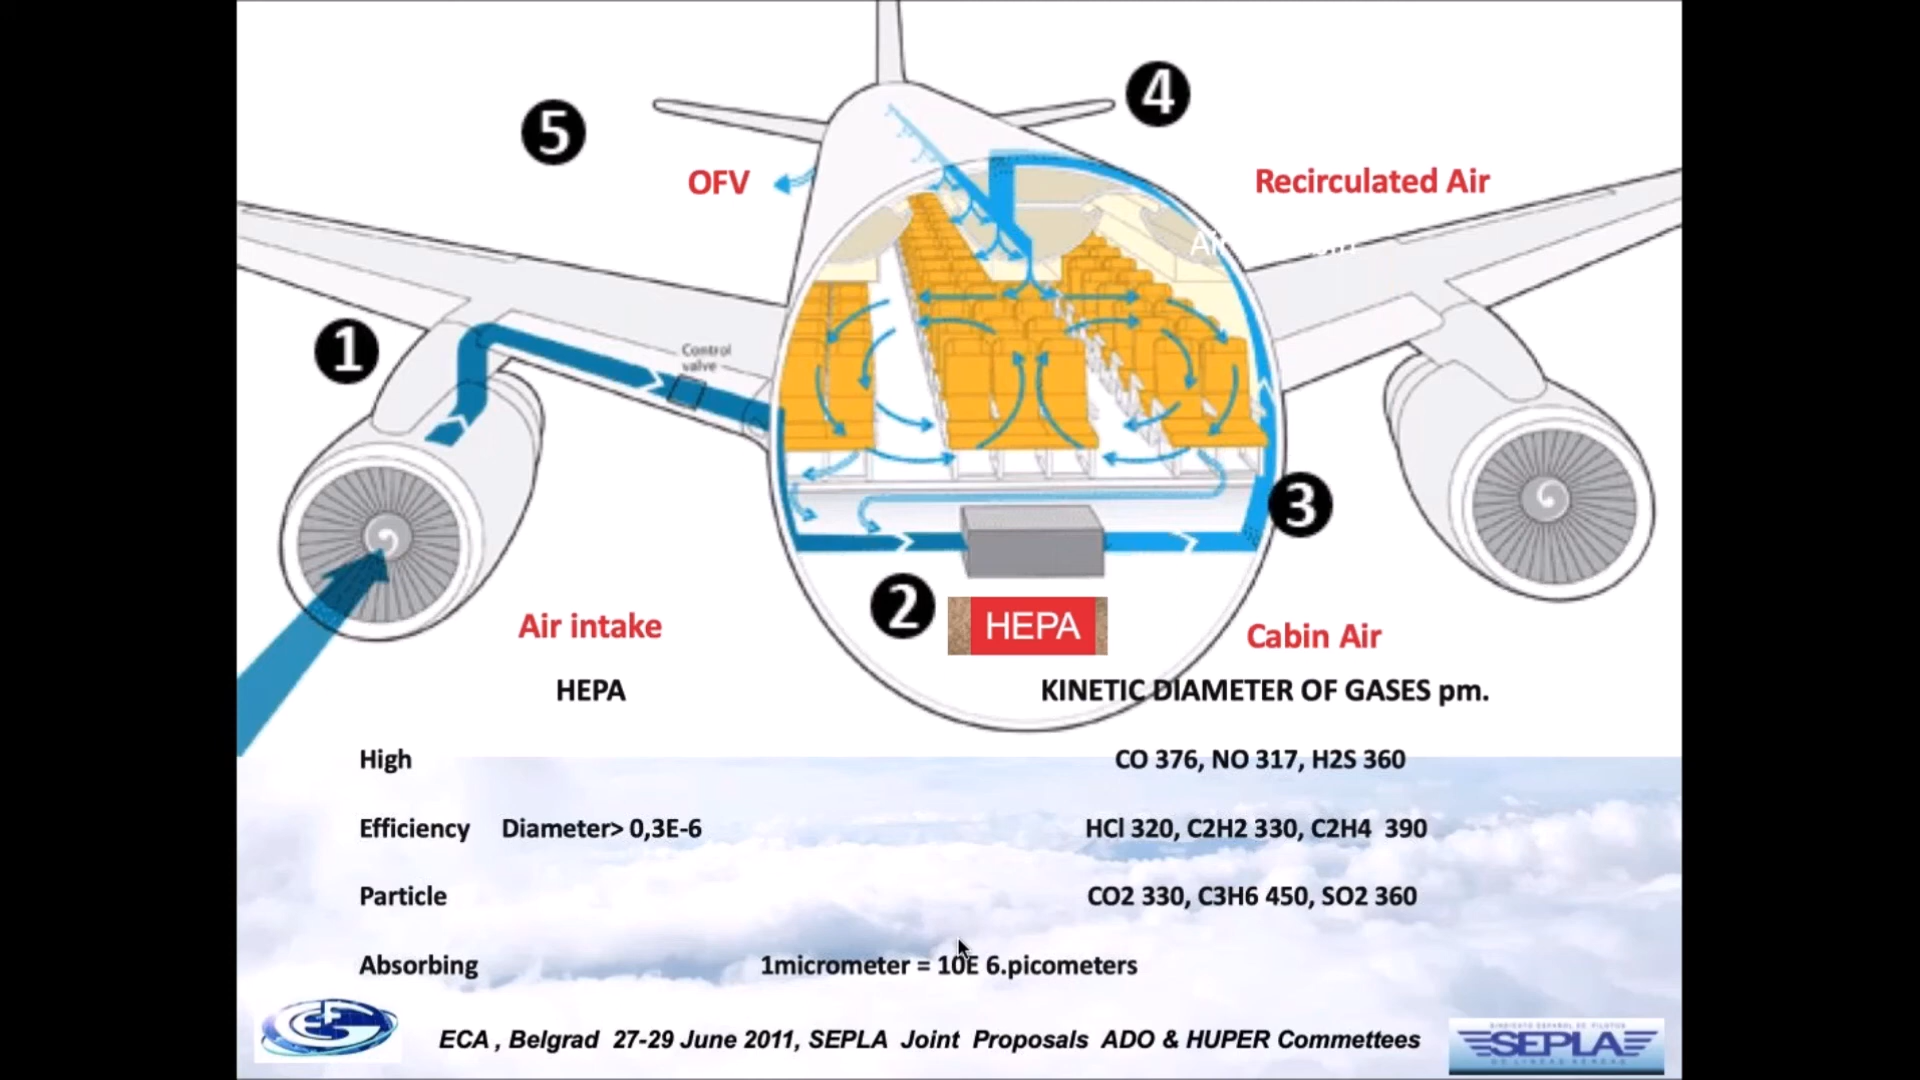 4
5
OFV
Recirculated Air
1
Control
valve
3
2
HEPA
Air intake
Cabin Air
HEPA
KINETIC DIAMETER OF GASES pm.
High
CO 376, NO 317, H2S 360
Efficiency Diameter> 0,3E-6
HCl 320, C2H2 330, C2H4 390
Particle
CO2 330, C3H6 450, SO2 360
Absorbing
1micrometer = 10E 6.picometers
ECA , Belgrad 27-29 June 2011, SEPLA Joint Proposals ADO & HUPER Commettees
SEPLA